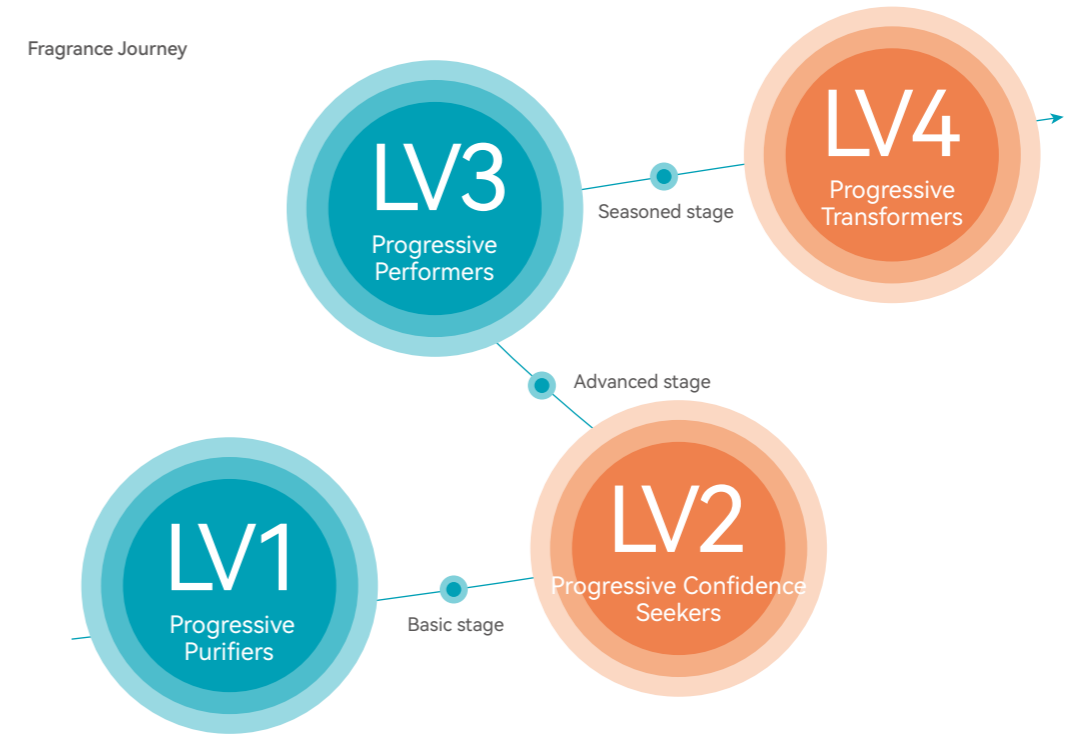 Fragrance Journey
LV1
Progressive
Purifiers
Basic stage
LV2
Progressive Confidence
Seekers
Advanced stage
LV3
Progressive
Performers
Seasoned stage
LV4
Progressive
Transformers